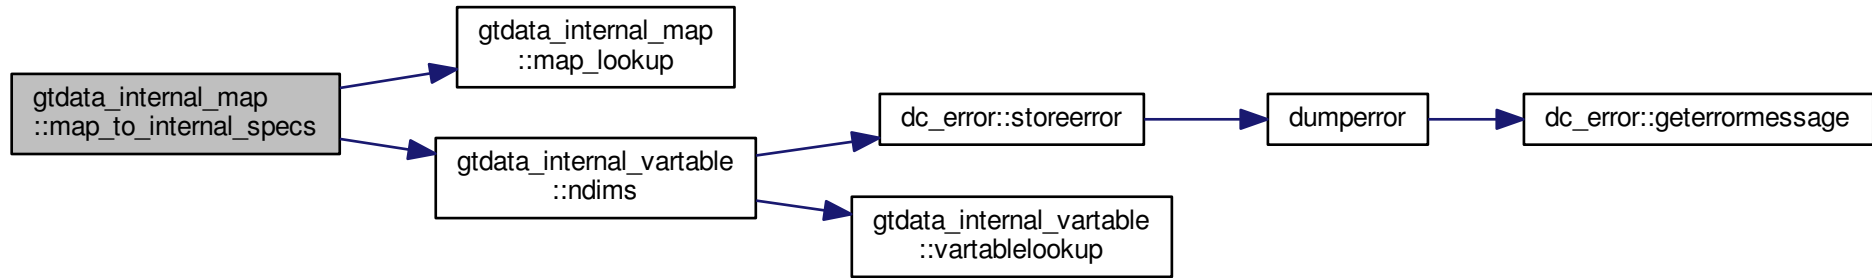 gtdata_internal_map
::map_to_internal_specs
gtdata_internal_map
::map_lookup
gtdata_internal_vartable
::ndims
dc_error::storeerror
gtdata_internal_vartable
::vartablelookup
dumperror
dc_error::geterrormessage